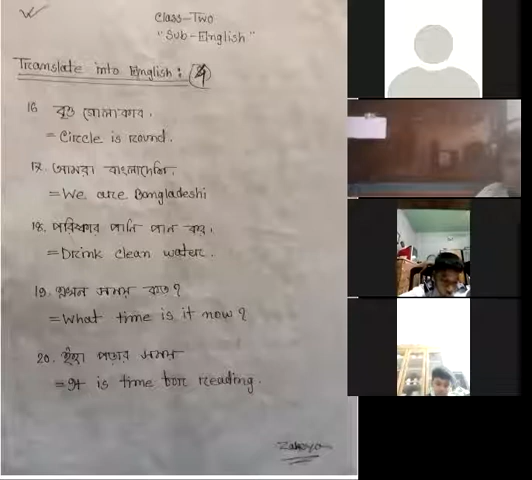 Class-Two
"Sub-English"
Translate into English: 4
16 বৃত্ত গোলাকার.
= Circle is round.
17. আমরা বাংলাদেশি.
= We are Bangladeshi
18. পরিষ্কার পানি পান কর.
= Drink clean water.
19. এখন সময় কত?
= What time is it now?
20. ইহা পড়ার সময়
= It is time for reading.